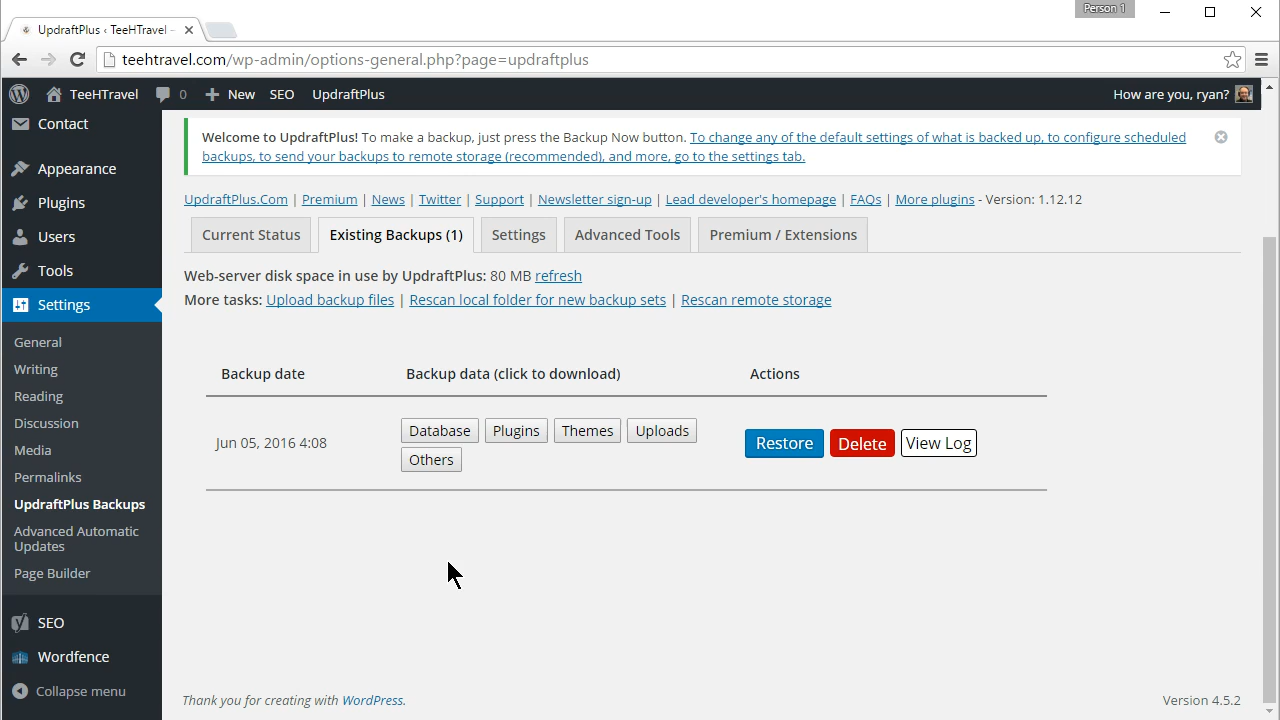 Person 1
UpdraftPlus ‹ TeeHTravel –
teehtravel.com/wp-admin/options-general.php?page=updraftplus
TeeHTravel 0 New SEO UpdraftPlus How are you, ryan?
Contact
Appearance
Plugins
Users
Tools
Settings
General
Writing
Reading
Discussion
Media
Permalinks
UpdraftPlus Backups
Advanced Automatic
Updates
Page Builder
SEO
Wordfence
Collapse menu
Welcome to UpdraftPlus! To make a backup, just press the Backup Now button. To change any of the default settings of what is backed up, to configure scheduled
backups, to send your backups to remote storage (recommended), and more, go to the settings tab.
UpdraftPlus.Com | Premium | News | Twitter | Support | Newsletter sign-up | Lead developer's homepage | FAQs | More plugins - Version: 1.12.12
Current Status Existing Backups (1) Settings Advanced Tools Premium / Extensions
Web-server disk space in use by UpdraftPlus: 80 MB refresh
More tasks: Upload backup files | Rescan local folder for new backup sets | Rescan remote storage
Backup date Backup data (click to download) Actions
Jun 05, 2016 4:08 Database Plugins Themes Uploads Restore Delete View Log
Others
Thank you for creating with WordPress. Version 4.5.2